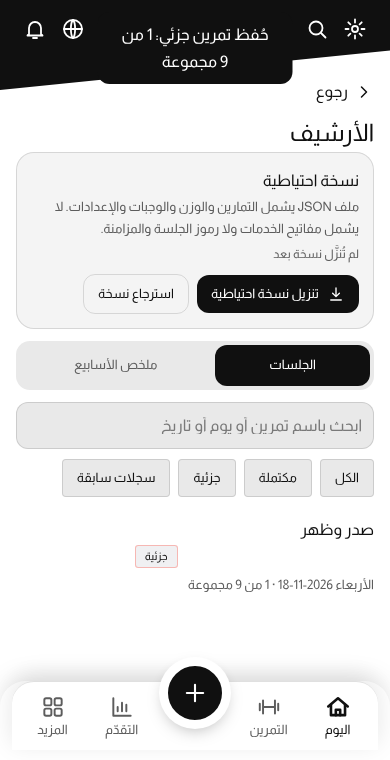 حُفظ تمرين جزئي: 1 من
9 مجموعة
رجوع
الأرشيف
نسخة احتياطية
ملف JSON يشمل التمارين والوزن والوجبات والإعدادات. لا
يشمل مفاتيح الخدمات ولا رموز الجلسة والمزامنة.
لم تُنزَّل نسخة بعد
تنزيل نسخة احتياطية
استرجاع نسخة
الجلسات
ملخص الأسابيع
ابحث باسم تمرين أو يوم أو تاريخ
الكل
مكتملة
جزئية
سجلات سابقة
صدر وظهر
جزئية
الأربعاء 2026-11-18 · 1 من 9 مجموعة
اليوم
التمرين
التقدّم
المزيد